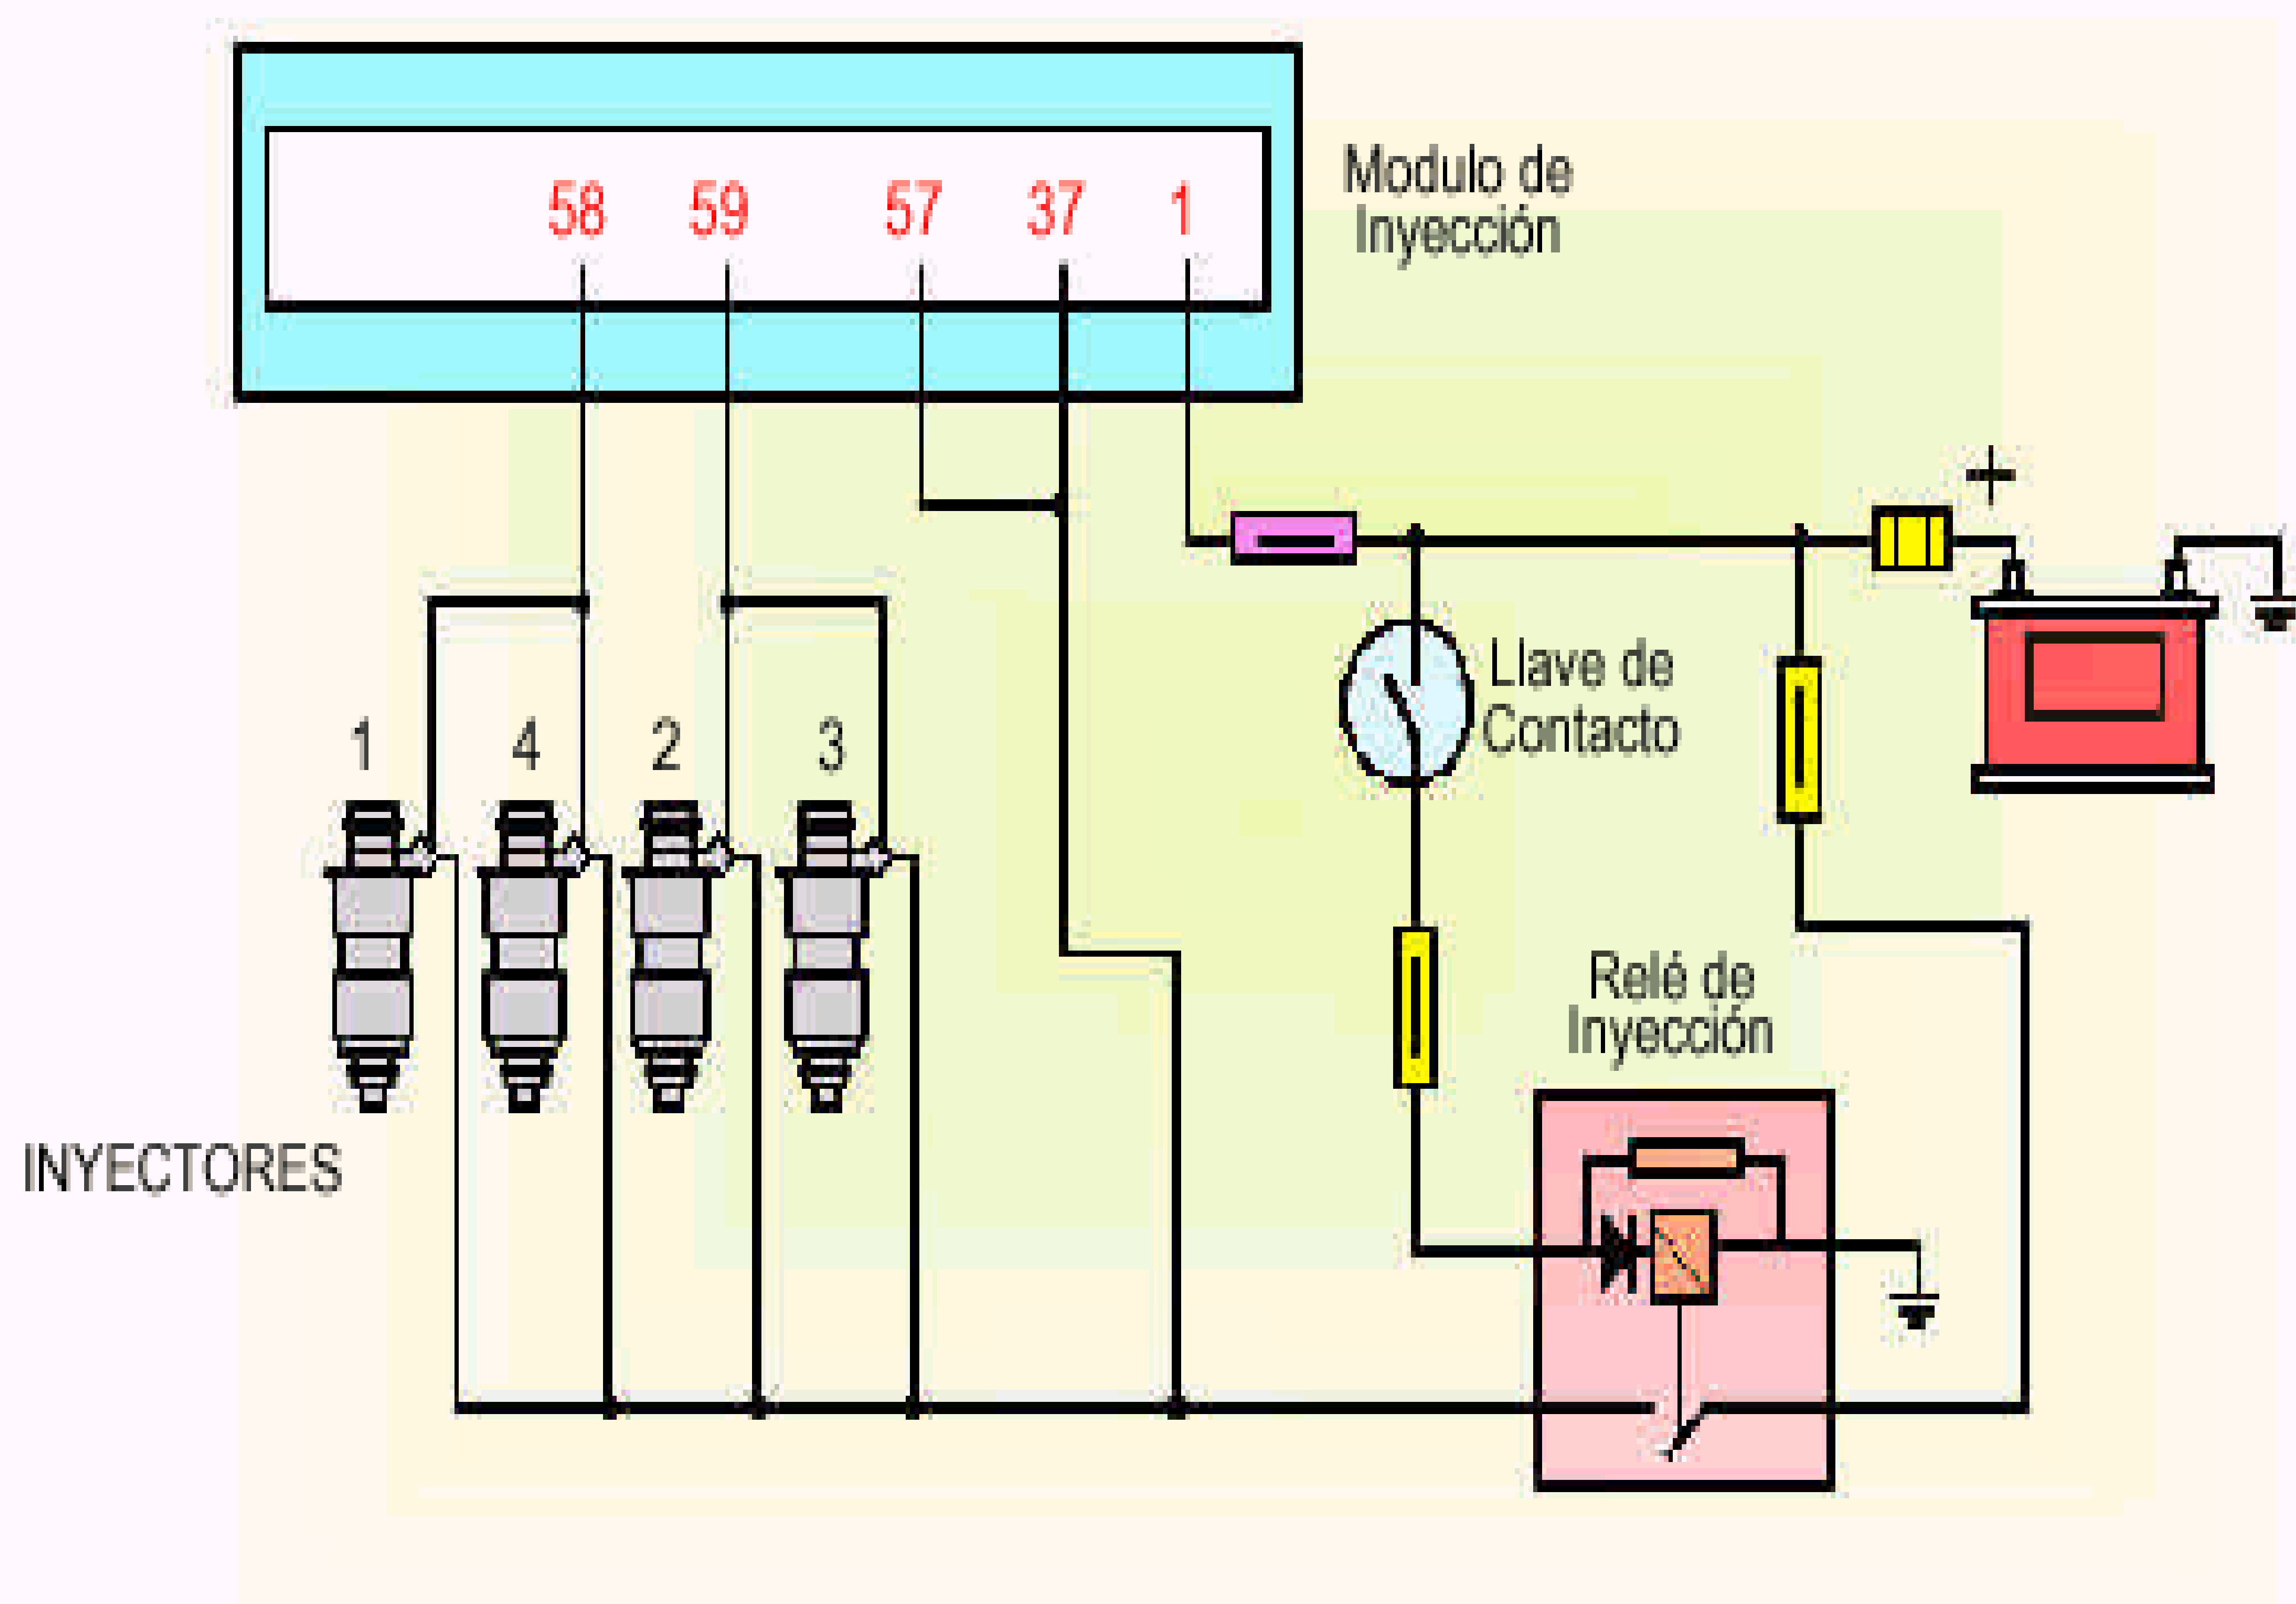 58 59 57 37 1
Modulo de
Inyección
+
Llave de
Contacto
1 4 2 3
Relé de
Inyección
INYECTORES